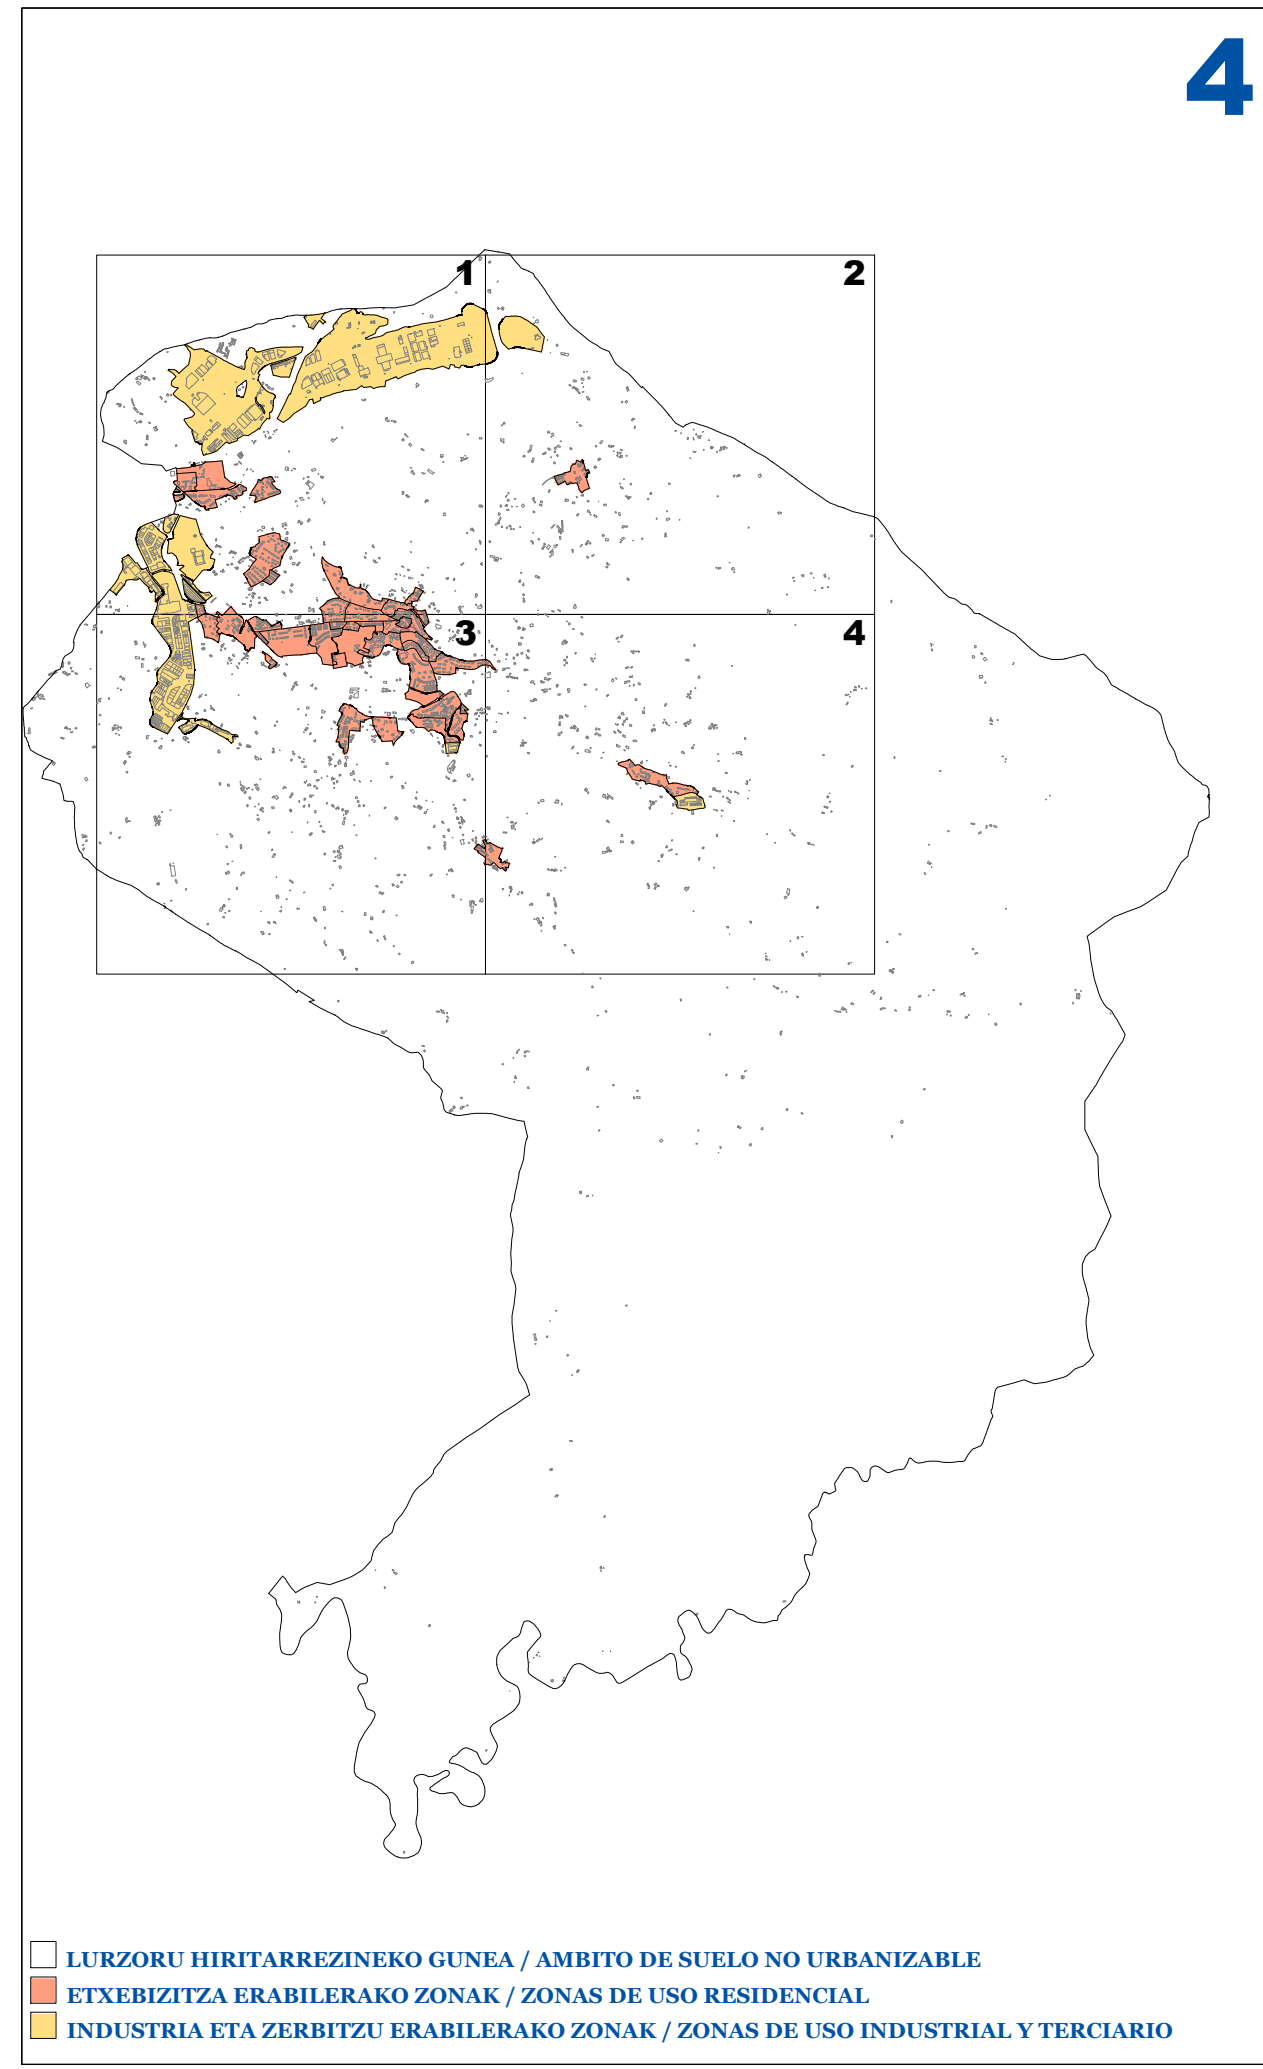 4
1
2
3
4
LURZORU HIRITARREZINEKO GUNEA / AMBITO DE SUELO NO URBANIZABLE
ETXEBIZITZA ERABILERAKO ZONAK / ZONAS DE USO RESIDENCIAL
INDUSTRIA ETA ZERBITZU ERABILERAKO ZONAK / ZONAS DE USO INDUSTRIAL Y TERCIARIO